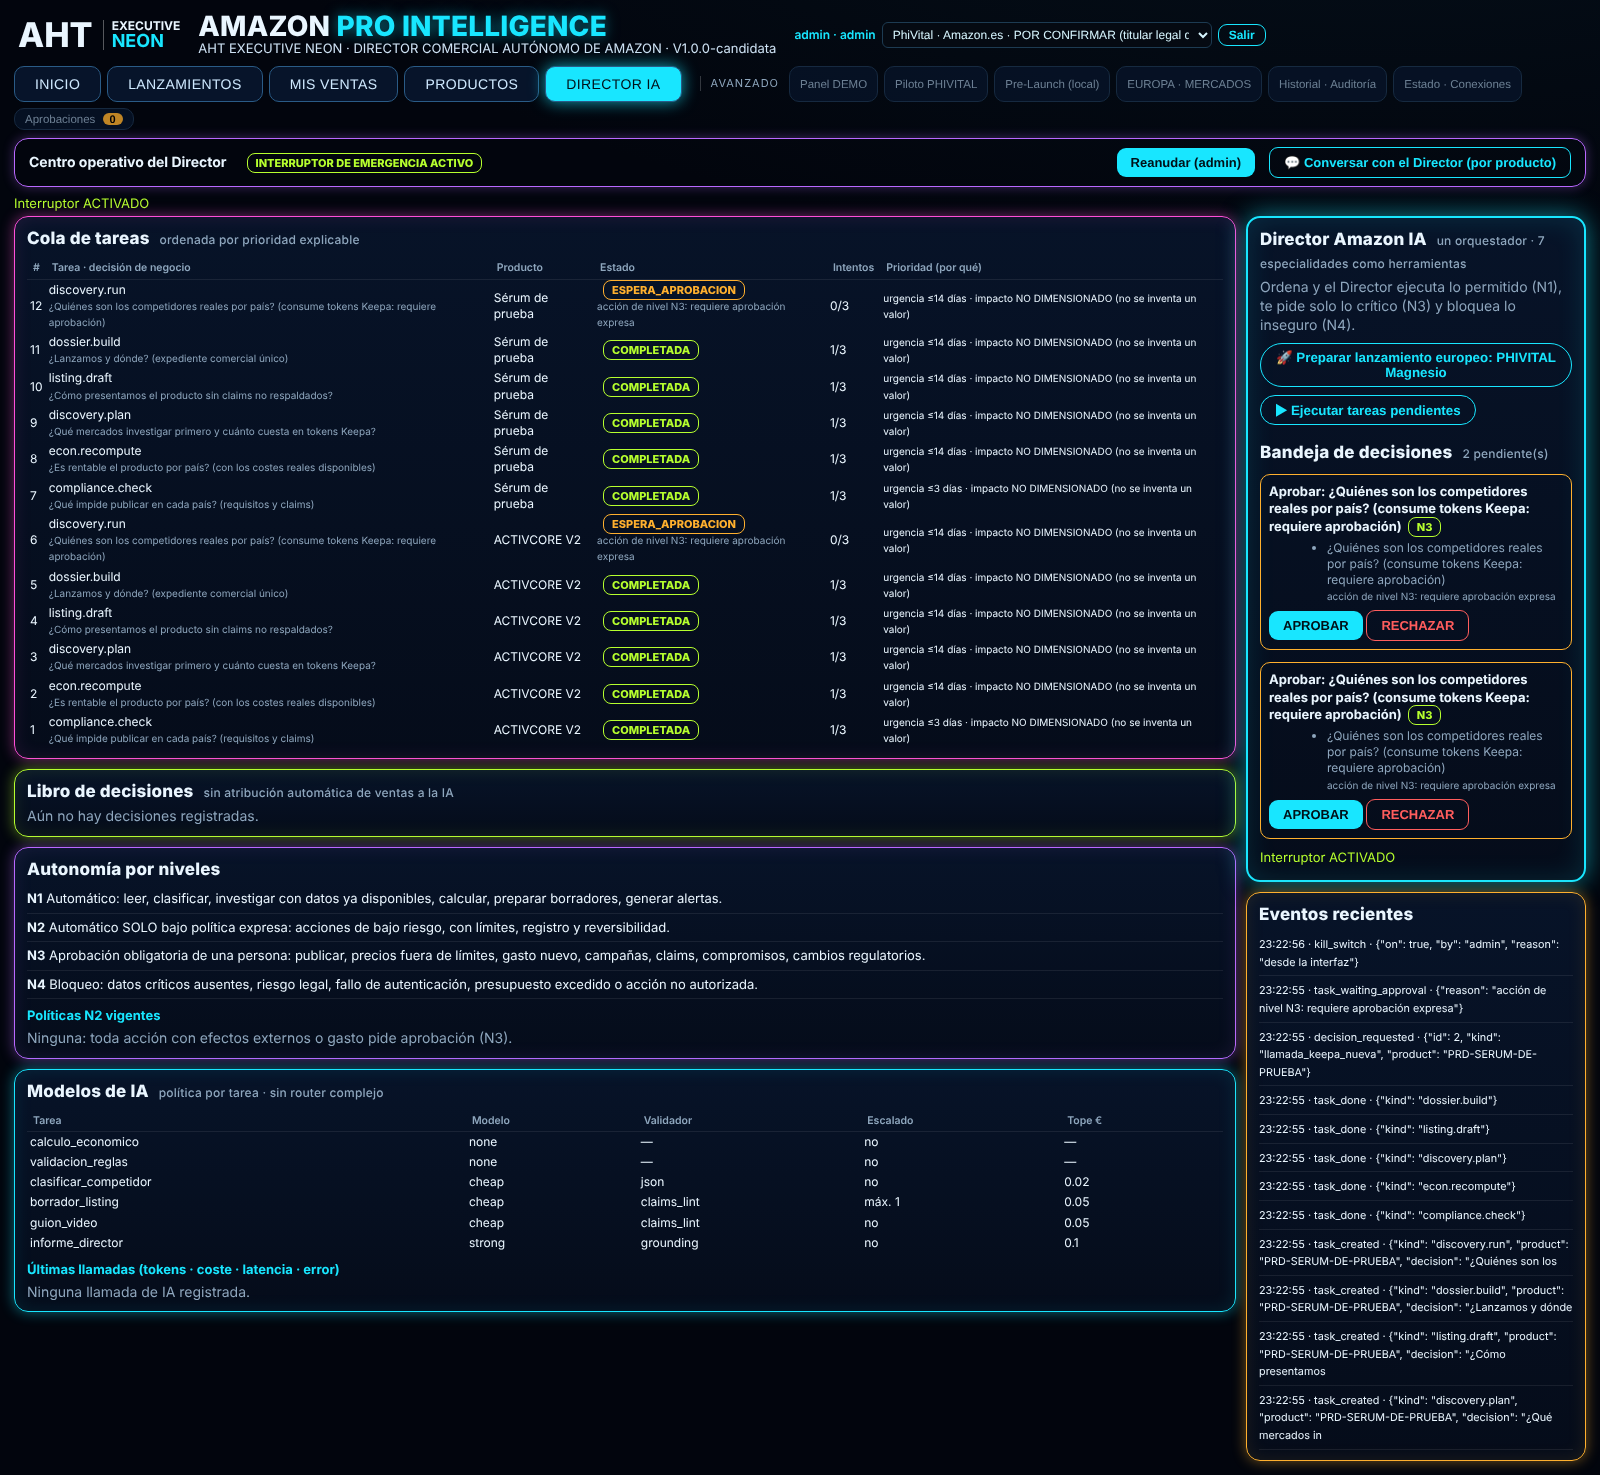 AHT
EXECUTIVE
NEON
AMAZON PRO INTELLIGENCE
AHT EXECUTIVE NEON · DIRECTOR COMERCIAL AUTÓNOMO DE AMAZON · V1.0.0-candidata
admin · admin
PhiVital · Amazon.es · POR CONFIRMAR (titular legal d
Salir
INICIO
LANZAMIENTOS
MIS VENTAS
PRODUCTOS
DIRECTOR IA
AVANZADO
Panel DEMO
Piloto PHIVITAL
Pre-Launch (local)
EUROPA · MERCADOS
Historial · Auditoría
Estado · Conexiones
Aprobaciones 0
Centro operativo del Director
INTERRUPTOR DE EMERGENCIA ACTIVO
Reanudar (admin)
💬 Conversar con el Director (por producto)
Interruptor ACTIVADO
Cola de tareas ordenada por prioridad explicable
# Tarea · decisión de negocio Producto Estado Intentos Prioridad (por qué)
12 discovery.run
¿Quiénes son los competidores reales por país? (consume tokens Keepa: requiere
aprobación)
Sérum de
prueba
ESPERA_APROBACION
acción de nivel N3: requiere aprobación
expresa
0/3
urgencia ≤14 días · impacto NO DIMENSIONADO (no se inventa un
valor)
11 dossier.build
¿Lanzamos y dónde? (expediente comercial único)
Sérum de
prueba
COMPLETADA
1/3
urgencia ≤14 días · impacto NO DIMENSIONADO (no se inventa un
valor)
10 listing.draft
¿Cómo presentamos el producto sin claims no respaldados?
Sérum de
prueba
COMPLETADA
1/3
urgencia ≤14 días · impacto NO DIMENSIONADO (no se inventa un
valor)
9 discovery.plan
¿Qué mercados investigar primero y cuánto cuesta en tokens Keepa?
Sérum de
prueba
COMPLETADA
1/3
urgencia ≤14 días · impacto NO DIMENSIONADO (no se inventa un
valor)
8 econ.recompute
¿Es rentable el producto por país? (con los costes reales disponibles)
Sérum de
prueba
COMPLETADA
1/3
urgencia ≤14 días · impacto NO DIMENSIONADO (no se inventa un
valor)
7 compliance.check
¿Qué impide publicar en cada país? (requisitos y claims)
Sérum de
prueba
COMPLETADA
1/3
urgencia ≤3 días · impacto NO DIMENSIONADO (no se inventa un
valor)
6 discovery.run
¿Quiénes son los competidores reales por país? (consume tokens Keepa: requiere
aprobación)
ACTIVCORE V2
ESPERA_APROBACION
acción de nivel N3: requiere aprobación
expresa
0/3
urgencia ≤14 días · impacto NO DIMENSIONADO (no se inventa un
valor)
5 dossier.build
¿Lanzamos y dónde? (expediente comercial único)
ACTIVCORE V2
COMPLETADA
1/3
urgencia ≤14 días · impacto NO DIMENSIONADO (no se inventa un
valor)
4 listing.draft
¿Cómo presentamos el producto sin claims no respaldados?
ACTIVCORE V2
COMPLETADA
1/3
urgencia ≤14 días · impacto NO DIMENSIONADO (no se inventa un
valor)
3 discovery.plan
¿Qué mercados investigar primero y cuánto cuesta en tokens Keepa?
ACTIVCORE V2
COMPLETADA
1/3
urgencia ≤14 días · impacto NO DIMENSIONADO (no se inventa un
valor)
2 econ.recompute
¿Es rentable el producto por país? (con los costes reales disponibles)
ACTIVCORE V2
COMPLETADA
1/3
urgencia ≤14 días · impacto NO DIMENSIONADO (no se inventa un
valor)
1 compliance.check
¿Qué impide publicar en cada país? (requisitos y claims)
ACTIVCORE V2
COMPLETADA
1/3
urgencia ≤3 días · impacto NO DIMENSIONADO (no se inventa un
valor)
Libro de decisiones sin atribución automática de ventas a la IA
Aún no hay decisiones registradas.
Autonomía por niveles
N1 Automático: leer, clasificar, investigar con datos ya disponibles, calcular, preparar borradores, generar alertas.
N2 Automático SOLO bajo política expresa: acciones de bajo riesgo, con límites, registro y reversibilidad.
N3 Aprobación obligatoria de una persona: publicar, precios fuera de límites, gasto nuevo, campañas, claims, compromisos, cambios regulatorios.
N4 Bloqueo: datos críticos ausentes, riesgo legal, fallo de autenticación, presupuesto excedido o acción no autorizada.
Políticas N2 vigentes
Ninguna: toda acción con efectos externos o gasto pide aprobación (N3).
Modelos de IA política por tarea · sin router complejo
Tarea Modelo Validador Escalado Tope €
calculo_economico none — no —
validacion_reglas none — no —
clasificar_competidor cheap json no 0.02
borrador_listing cheap claims_lint máx. 1 0.05
guion_video cheap claims_lint no 0.05
informe_director strong grounding no 0.1
Últimas llamadas (tokens · coste · latencia · error)
Ninguna llamada de IA registrada.
Director Amazon IA un orquestador · 7
especialidades como herramientas
Ordena y el Director ejecuta lo permitido (N1),
te pide solo lo crítico (N3) y bloquea lo
inseguro (N4).
🚀 Preparar lanzamiento europeo: PHIVITAL
Magnesio
▶ Ejecutar tareas pendientes
Bandeja de decisiones 2 pendiente(s)
Aprobar: ¿Quiénes son los competidores
reales por país? (consume tokens Keepa:
requiere aprobación) N3
• ¿Quiénes son los competidores reales
por país? (consume tokens Keepa:
requiere aprobación)
acción de nivel N3: requiere aprobación expresa
APROBAR RECHAZAR
Aprobar: ¿Quiénes son los competidores
reales por país? (consume tokens Keepa:
requiere aprobación) N3
• ¿Quiénes son los competidores reales
por país? (consume tokens Keepa:
requiere aprobación)
acción de nivel N3: requiere aprobación expresa
APROBAR RECHAZAR
Interruptor ACTIVADO
Eventos recientes
23:22:56 · kill_switch · {"on": true, "by": "admin", "reason":
"desde la interfaz"}
23:22:55 · task_waiting_approval · {"reason": "acción de
nivel N3: requiere aprobación expresa"}
23:22:55 · decision_requested · {"id": 2, "kind":
"llamada_keepa_nueva", "product": "PRD-SERUM-DE-
PRUEBA"}
23:22:55 · task_done · {"kind": "dossier.build"}
23:22:55 · task_done · {"kind": "listing.draft"}
23:22:55 · task_done · {"kind": "discovery.plan"}
23:22:55 · task_done · {"kind": "econ.recompute"}
23:22:55 · task_done · {"kind": "compliance.check"}
23:22:55 · task_created · {"kind": "discovery.run", "product":
"PRD-SERUM-DE-PRUEBA", "decision": "¿Quiénes son los
23:22:55 · task_created · {"kind": "dossier.build", "product":
"PRD-SERUM-DE-PRUEBA", "decision": "¿Lanzamos y dónde
23:22:55 · task_created · {"kind": "listing.draft", "product":
"PRD-SERUM-DE-PRUEBA", "decision": "¿Cómo
presentamos
23:22:55 · task_created · {"kind": "discovery.plan",
"product": "PRD-SERUM-DE-PRUEBA", "decision": "¿Qué
mercados in